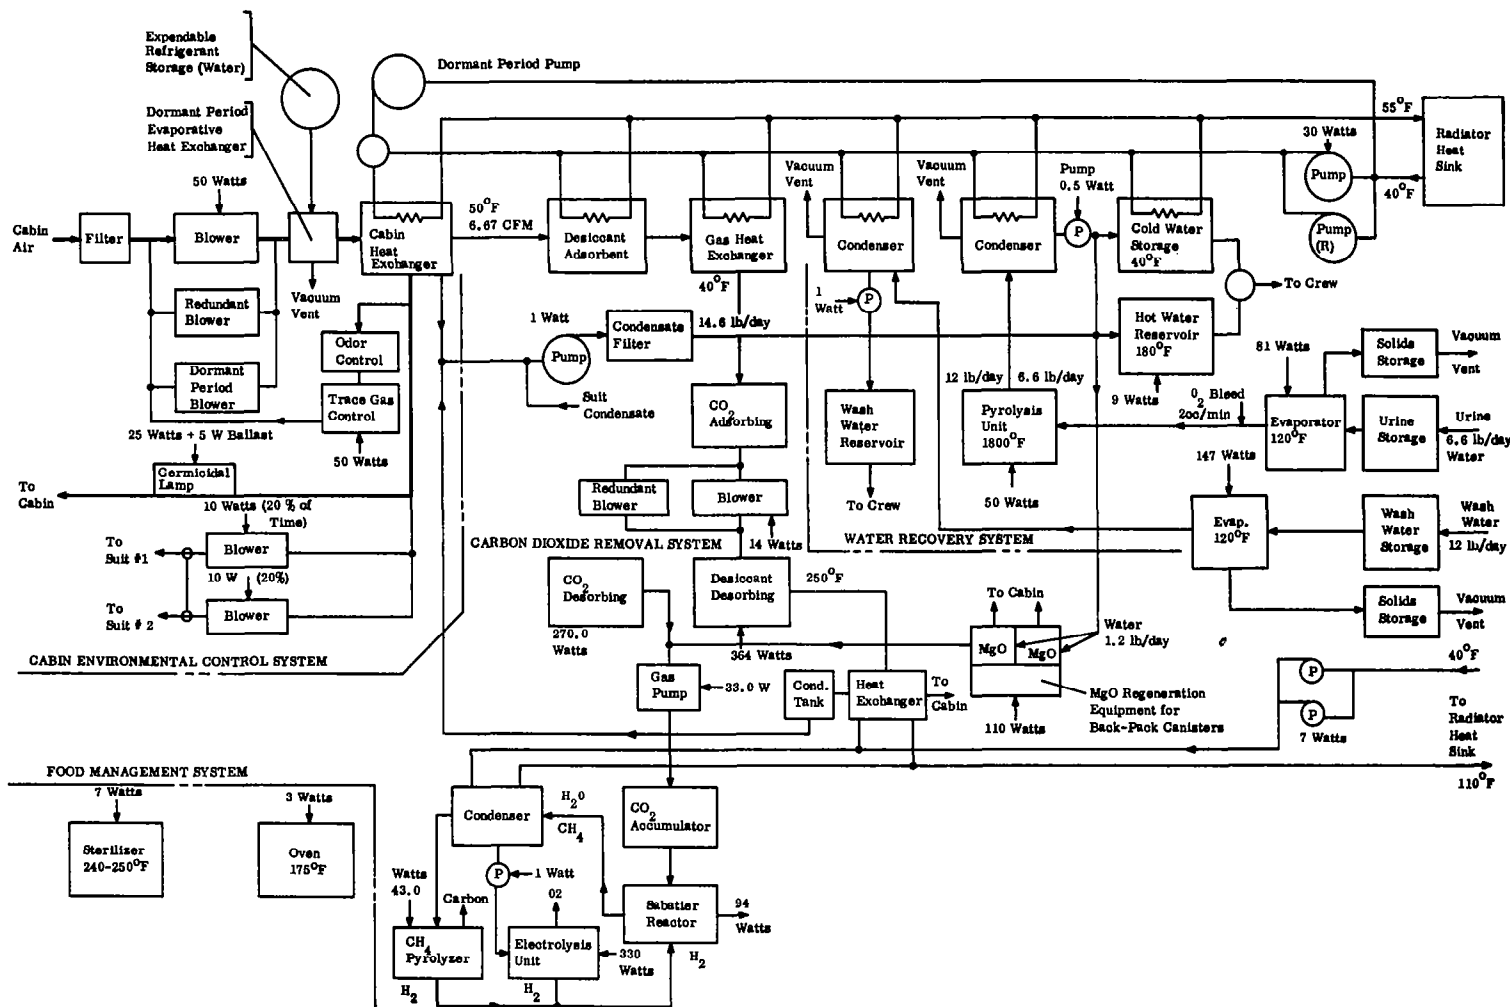 Expendable
Refrigerant
Storage (Water)
Dormant Period Pump
Dormant Period
Evaporative
Heat Exchanger
50 Watts
Cabin
Air
Filter
Blower
Vacuum
Vent
Redundant
Blower
Dormant
Period
Blower
Odor
Control
Trace Gas
Control
50 Watts
25 Watts + 5 W Ballast
Germicidal
Lamp
To
Cabin
10 Watts (20 % of
Time)
To
Suit #1
Blower
10 W (20%)
To
Suit # 2
Blower
CABIN ENVIRONMENTAL CONTROL SYSTEM
Cabin
Heat
Exchanger
50°F
6.67 CFM
Desiccant
Adsorbent
Gas Heat
Exchanger
40°F
Vacuum
Vent
Condenser
1
Watt
P
Vacuum
Vent
Condenser
Pump
0.5 Watt
P
Cold Water
Storage
40°F
30 Watts
Pump
Pump
(R)
55°F
40°F
Radiator
Heat
Sink
To Crew
1 Watt
Pump
Condensate
Filter
14.6 lb/day
Suit
Condensate
Hot Water
Reservoir
180°F
9 Watts
81 Watts
Solids
Storage
Vacuum
Vent
CO2
Adsorbing
Wash
Water
Reservoir
To Crew
12 lb/day
6.6 lb/day
Pyrolysis
Unit
1800°F
50 Watts
O2 Bleed
2cc/min
Evaporator
120°F
Urine
Storage
Urine
6.6 lb/day
Water
147 Watts
Redundant
Blower
Blower
14 Watts
Evap.
120°F
Wash
Water
Storage
Wash
Water
12 lb/day
CARBON DIOXIDE REMOVAL SYSTEM
WATER RECOVERY SYSTEM
CO2
Desorbing
270.0
Watts
Desiccant
Desorbing
250°F
364 Watts
To Cabin
MgO
MgO
Water
1.2 lb/day
Solids
Storage
Vacuum
Vent
Gas
Pump
33.0 W
Cond.
Tank
Heat
Exchanger
To
Cabin
110 Watts
MgO Regeneration
Equipment for
Back-Pack Canisters
P
P
7 Watts
40°F
To
Radiator
Heat
Sink
110°F
FOOD MANAGEMENT SYSTEM
7 Watts
Sterilizer
240-250°F
3 Watts
Oven
175°F
Condenser
H2O
CH4
CO2
Accumulator
P
1 Watt
Watts
43.0
Carbon
O2
Sabatier
Reactor
94
Watts
CH4
Pyrolyzer
Electrolysis
Unit
330
Watts
H2
H2
H2